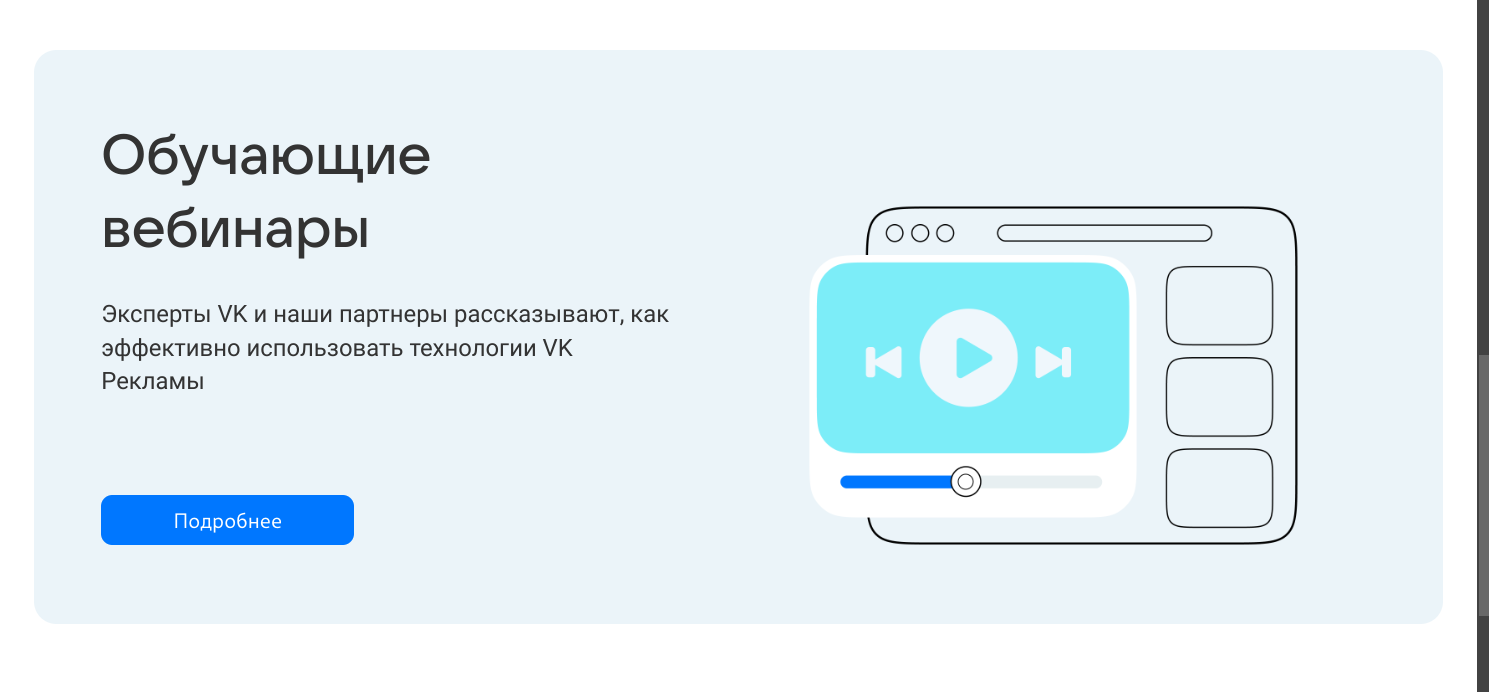 Обучающие
вебинары
Эксперты VK и наши партнеры рассказывают, как
эффективно использовать технологии VK
Рекламы
Подробнее